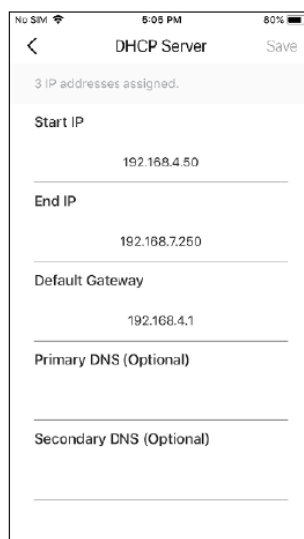 No SIM 5:05 PM 80%
DHCP Server Save
3 IP addresses assigned.
Start IP
192.168.4.50
End IP
192.168.7.250
Default Gateway
192.168.4.1
Primary DNS (Optional)
Secondary DNS (Optional)